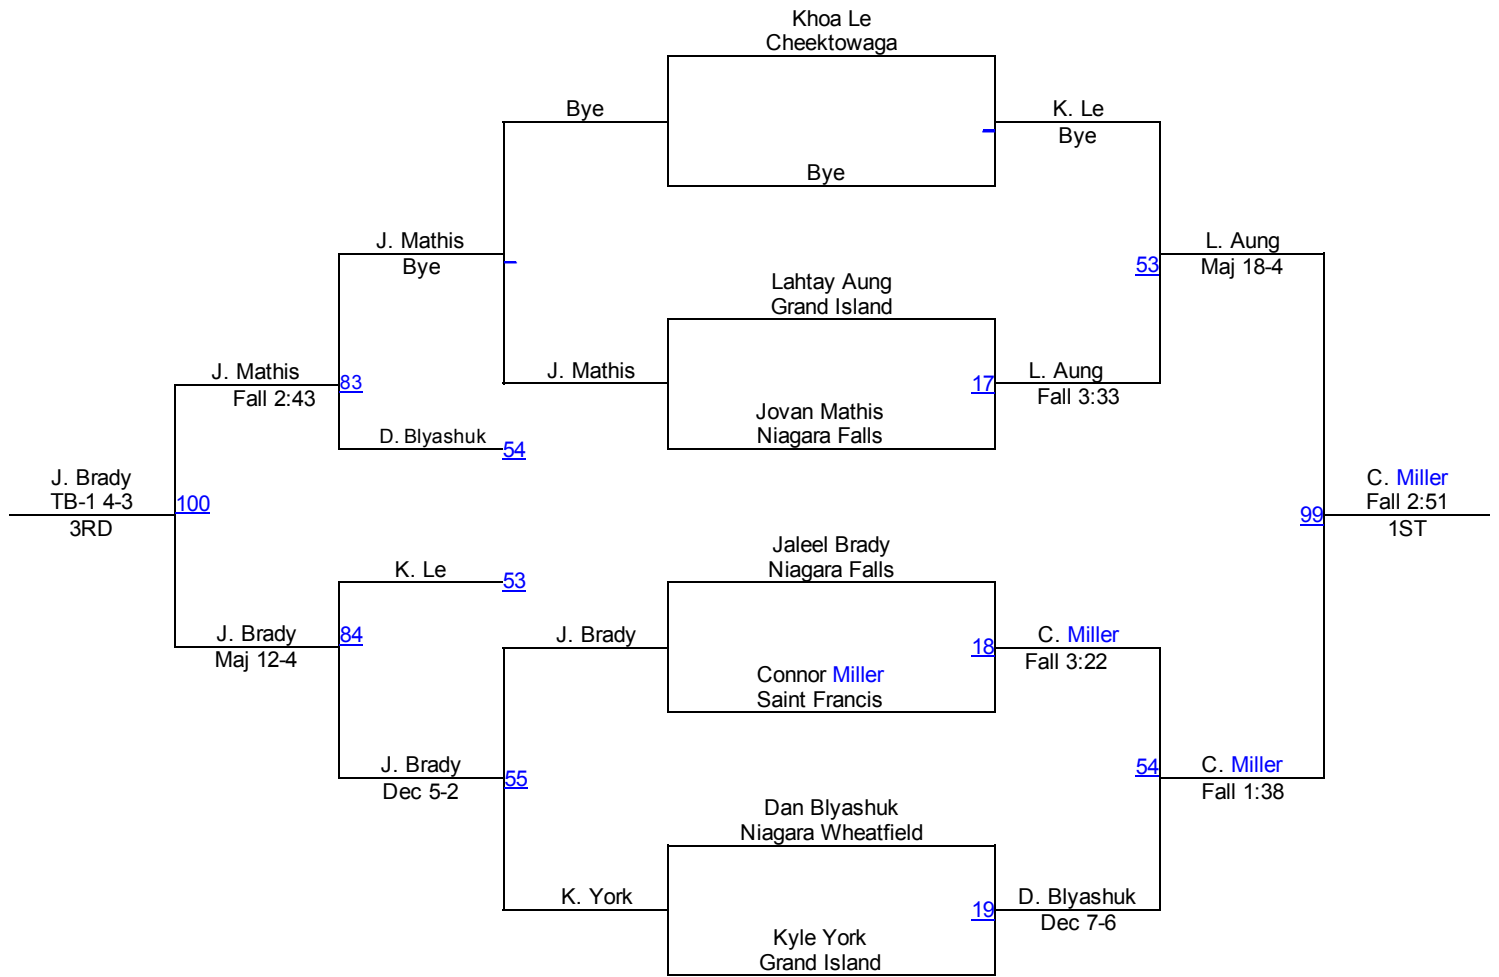 Khoa Le
Cheektowaga
Bye
K. Le
Bye
Bye
J. Mathis
Bye
L. Aung
53
Maj 18-4
Lahtay Aung
Grand Island
J. Mathis
83
Fall 2:43
J. Mathis
17
L. Aung
Fall 3:33
Jovan Mathis
Niagara Falls
D. Blyashuk
54
J. Brady
TB-1 4-3
100
3RD
C. Miller
Fall 2:51
99
1ST
Jaleel Brady
Niagara Falls
K. Le
53
J. Brady
84
Maj 12-4
J. Brady
18
C. Miller
Fall 3:22
Connor Miller
Saint Francis
J. Brady
55
Dec 5-2
54
C. Miller
Fall 1:38
Dan Blyashuk
Niagara Wheatfield
K. York
19
D. Blyashuk
Dec 7-6
Kyle York
Grand Island